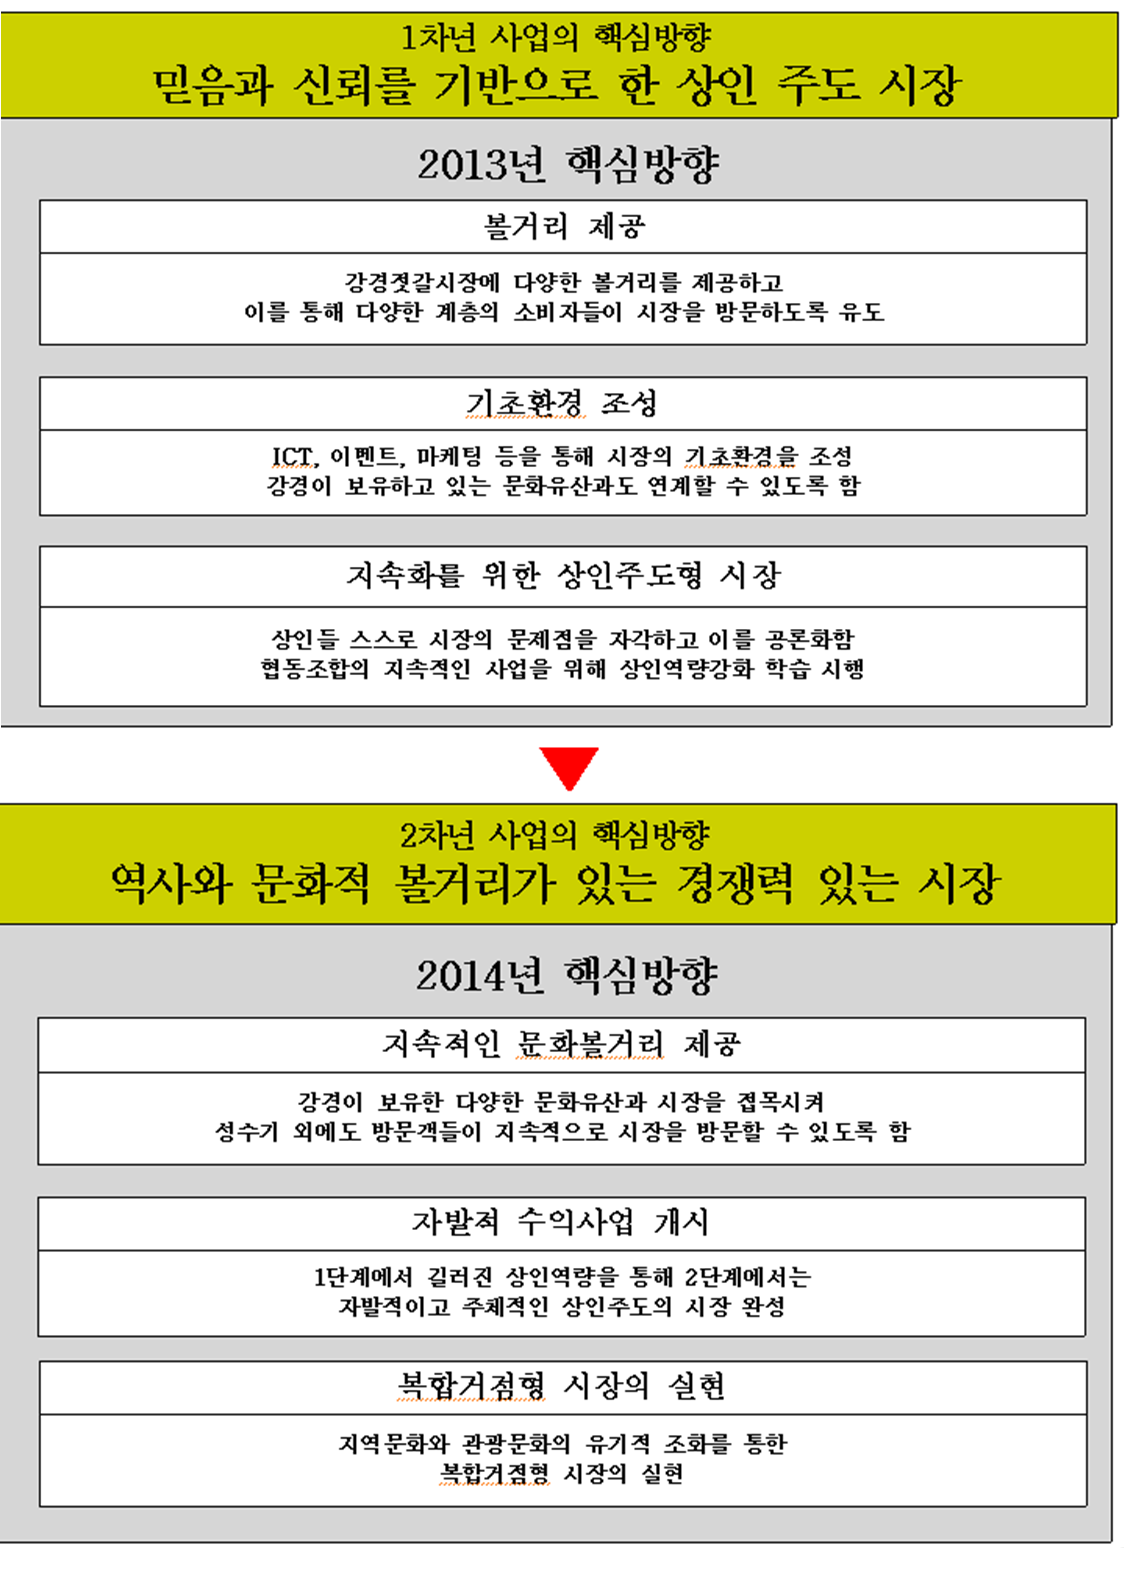 1차년 사업의 핵심방향
믿음과 신뢰를 기반으로 한 상인 주도 시장
2013년 핵심방향
볼거리 제공
강경젓갈시장에 다양한 볼거리를 제공하고
이를 통해 다양한 계층의 소비자들이 시장을 방문하도록 유도
기초환경 조성
ICT, 이벤트, 마케팅 등을 통해 시장의 기초환경을 조성
강경이 보유하고 있는 문화유산과도 연계할 수 있도록 함
지속화를 위한 상인주도형 시장
상인들 스스로 시장의 문제점을 자각하고 이를 공론화함
협동조합의 지속적인 사업을 위해 상인역량강화 학습 시행
2차년 사업의 핵심방향
역사와 문화적 볼거리가 있는 경쟁력 있는 시장
2014년 핵심방향
지속적인 문화볼거리 제공
강경이 보유한 다양한 문화유산과 시장을 접목시켜
성수기 외에도 방문객들이 지속적으로 시장을 방문할 수 있도록 함
자발적 수익사업 개시
1단계에서 길러진 상인역량을 통해 2단계에서는
자발적이고 주체적인 상인주도의 시장 완성
복합거점형 시장의 실현
지역문화와 관광문화의 유기적 조화를 통한
복합거점형 시장의 실현